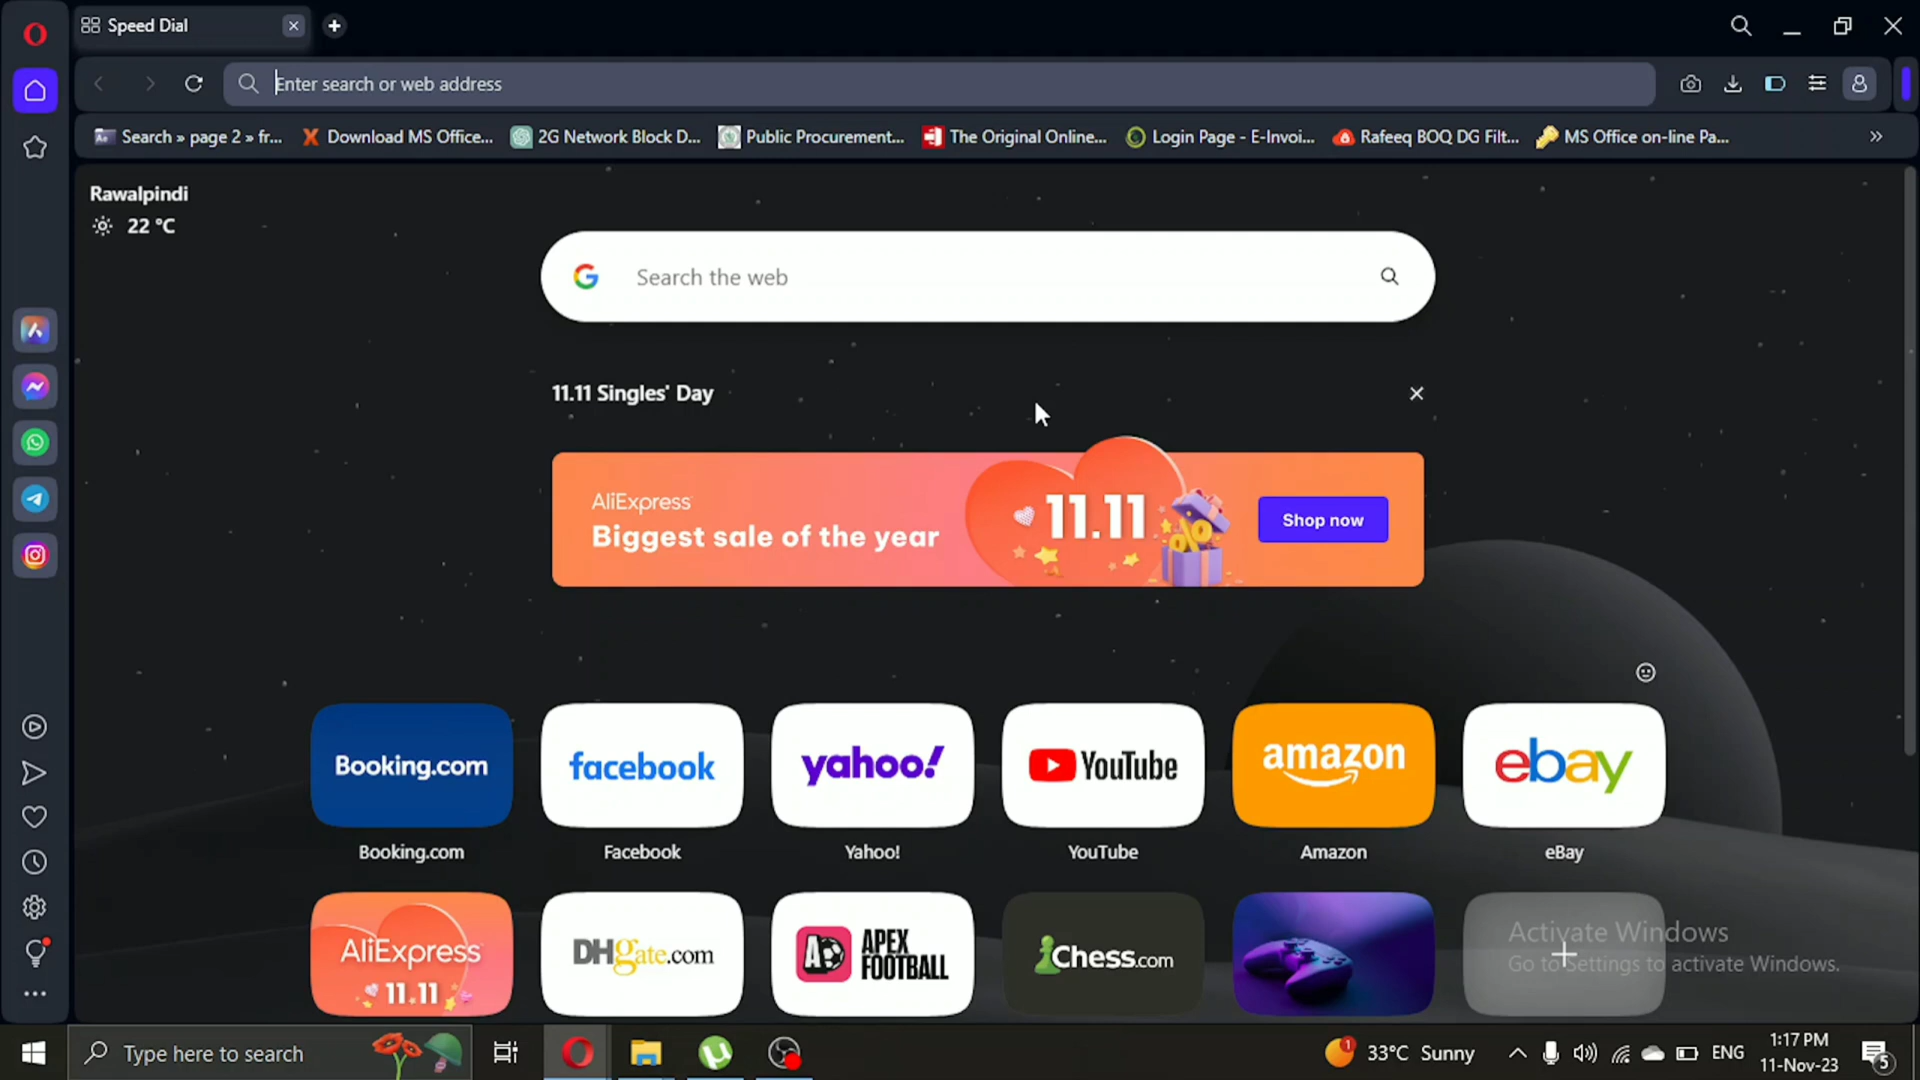 Speed Dial
Enter search or web address
Search » page 2 » fr...
Download MS Office...
2G Network Block D...
Public Procurement...
The Original Online...
Login Page - E-Invoi...
Rafeeq BOQ DG Filt...
MS Office on-line Pa...
Rawalpindi
22 °C
Search the web
11.11 Singles' Day
AliExpress
Biggest sale of the year
11.11
%
Shop now
Booking.com
facebook
yahoo!
YouTube
amazon
ebay
Booking.com
Facebook
Yahoo!
YouTube
Amazon
eBay
AliExpress
11.11
DHgate.com
APEX
FOOTBALL
Chess.com
Activate Windows
Go to Settings to activate Windows.
Type here to search
1
33°C Sunny
ENG
1:17 PM
11-Nov-23
5